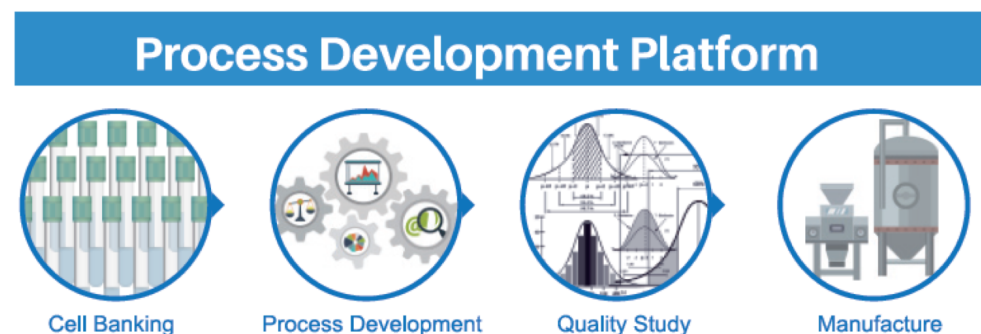 Process Development Platform
Cell Banking
Process Development
Quality Study
Manufacture